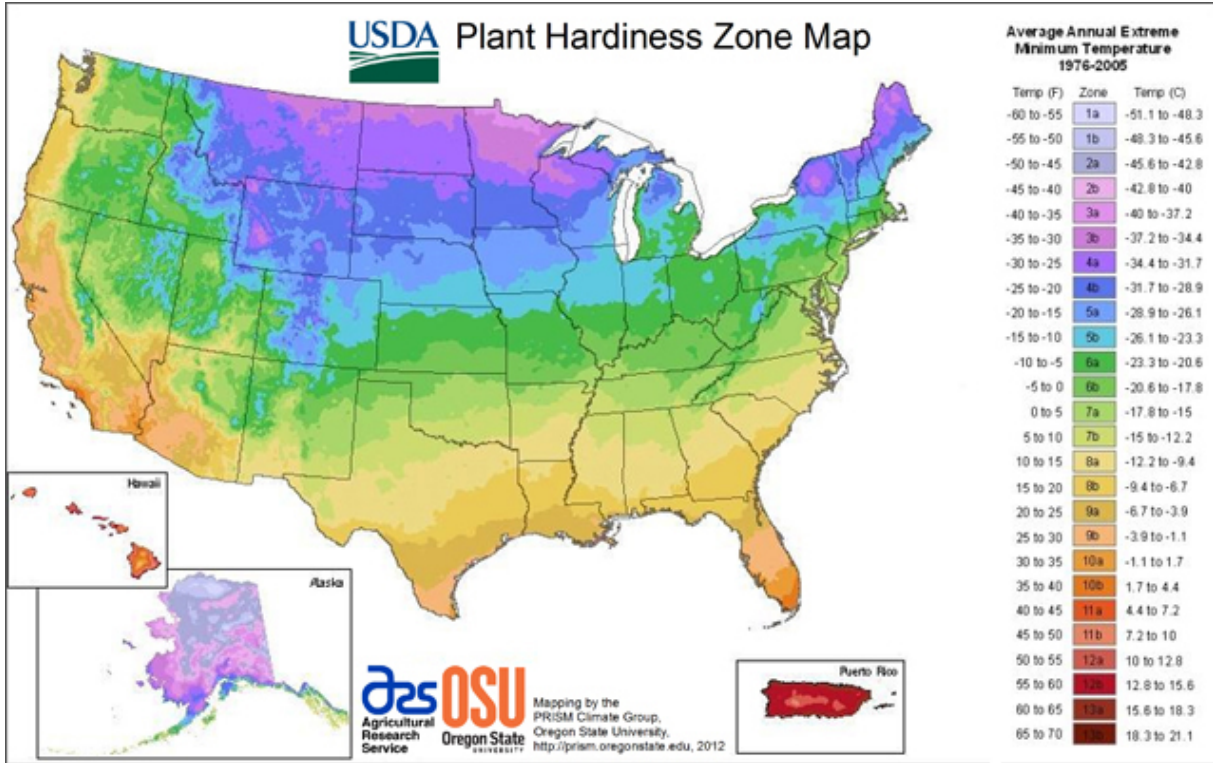 USDA
Plant Hardiness Zone Map
Average Annual Extreme
Minimum Temperature
1976-2005
Temp (F) Zone Temp (C)
-60 to -55 1a -51.1 to -48.3
-55 to -50 1b -48.3 to -45.6
-50 to -45 2a -45.6 to -42.8
-45 to -40 2b -42.8 to -40
-40 to -35 3a -40 to -37.2
-35 to -30 3b -37.2 to -34.4
-30 to -25 4a -34.4 to -31.7
-25 to -20 4b -31.7 to -28.9
-20 to -15 5a -28.9 to -26.1
-15 to -10 5b -26.1 to -23.3
-10 to -5 6a -23.3 to -20.6
-5 to 0 6b -20.6 to -17.8
0 to 5 7a -17.8 to -15
5 to 10 7b -15 to -12.2
10 to 15 8a -12.2 to -9.4
15 to 20 8b -9.4 to -6.7
20 to 25 9a -6.7 to -3.9
25 to 30 9b -3.9 to -1.1
30 to 35 10a -1.1 to 1.7
35 to 40 10b 1.7 to 4.4
40 to 45 11a 4.4 to 7.2
45 to 50 11b 7.2 to 10
50 to 55 12a 10 to 12.8
55 to 60 12b 12.8 to 15.6
60 to 65 13a 15.6 to 18.3
65 to 70 13b 18.3 to 21.1
Hawaii
Alaska
Puerto Rico
ars
Agricultural
Research
Service
OSU
Oregon State
UNIVERSITY
Mapping by the
PRISM Climate Group,
Oregon State University,
http://prism.oregonstate.edu, 2012